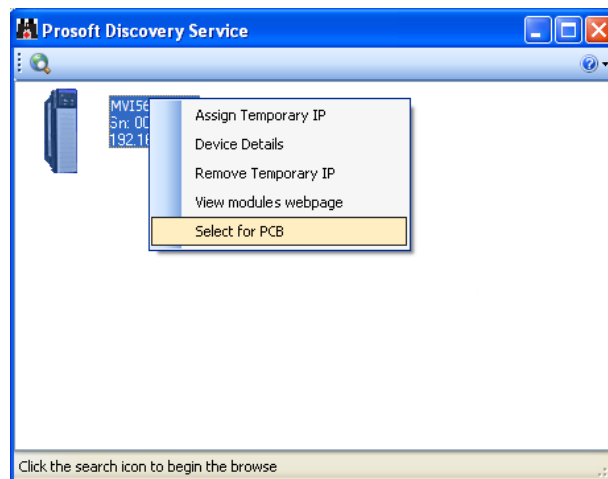 Prosoft Discovery Service
MVI56
Sn: 00
192.16
Assign Temporary IP
Device Details
Remove Temporary IP
View modules webpage
Select for PCB
Click the search icon to begin the browse